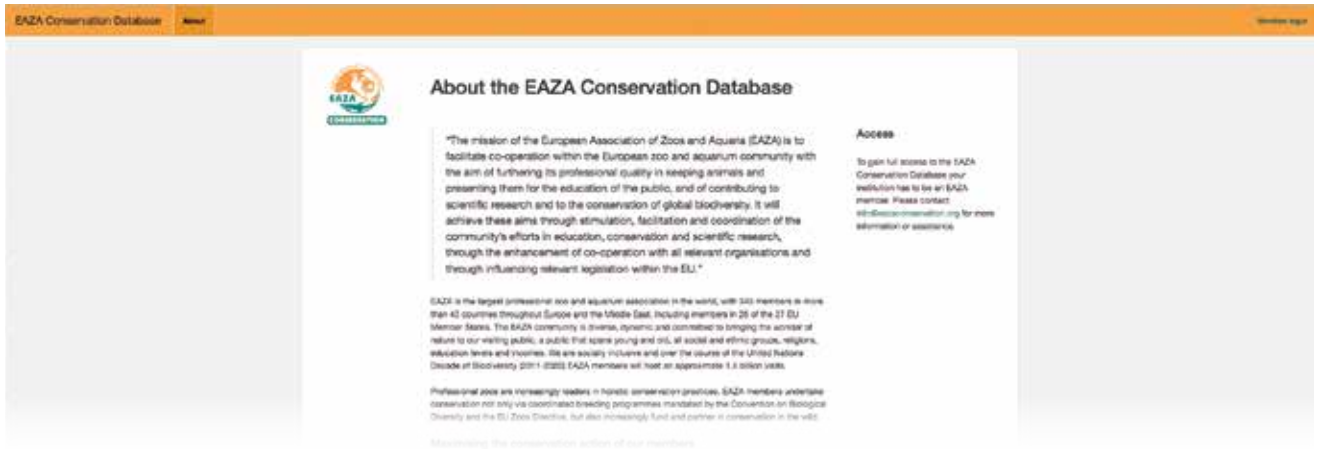 EAZA Conservation Database About Member login
EAZA
CONSERVATION
About the EAZA Conservation Database
"The mission of the European Association of Zoos and Aquaria (EAZA) is to
facilitate co-operation within the European zoo and aquarium community with
the aim of furthering its professional quality in keeping animals and
presenting them for the education of the public, and of contributing to
scientific research and to the conservation of global biodiversity. It will
achieve these aims through stimulation, facilitation and coordination of the
community's efforts in education, conservation and scientific research,
through the enhancement of co-operation with all relevant organisations and
through influencing relevant legislation within the EU."
Access
To gain full access to the EAZA
Conservation Database your
institution has to be an EAZA
member. Please contact
for more
information or assistance.
EAZA is the largest professional zoo and aquarium association in the world, with 345 members in more
than 40 countries throughout Europe and the Middle East, including members in 26 of the 27 EU
Member States. The EAZA community is diverse, dynamic and committed to bringing the wonder of
nature to our visiting public, a public that spans young and old, all social and ethnic groups, religions,
education levels and incomes. We are socially inclusive and over the course of the United Nations
Decade of Biodiversity (2011-2020) EAZA members will host an approximate 1.4 billion visits.
Professional zoos are increasingly leaders in holistic conservation practices. EAZA members undertake
conservation not only via coordinated breeding programmes mandated by the Convention on Biological
Diversity and the EU Zoos Directive, but also increasingly fund and partner in conservation in the wild.
Maximising the conservation action of our members